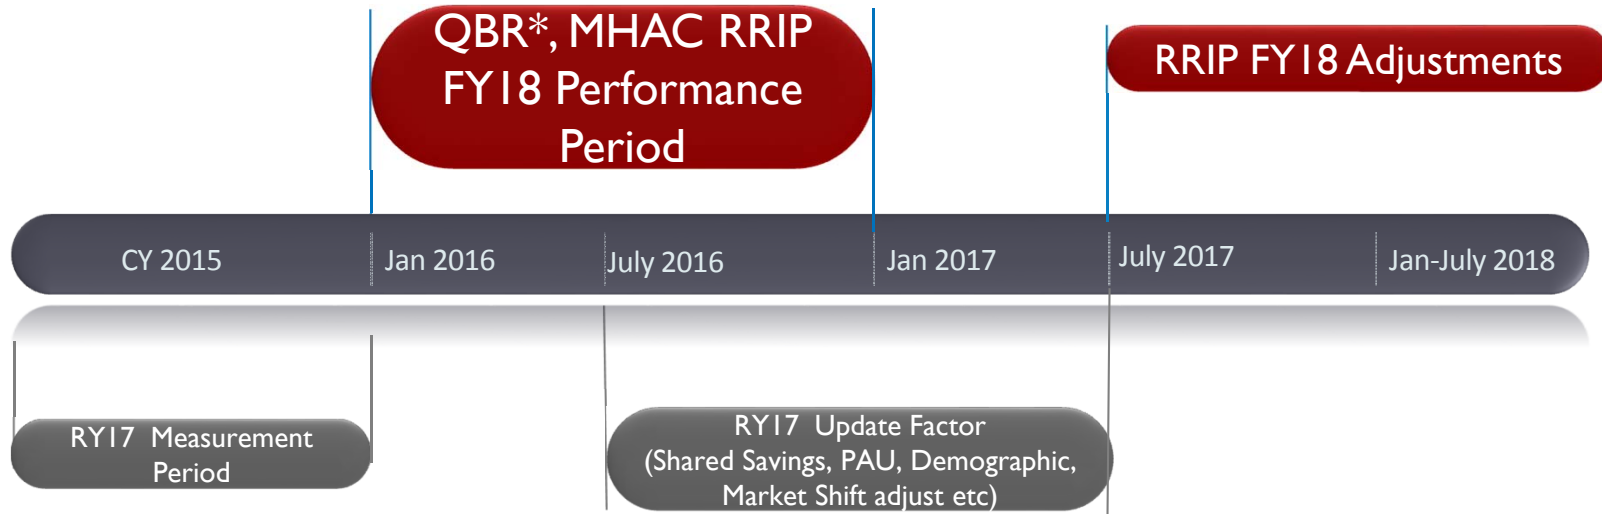 QBR*, MHAC RRIP
FY18 Performance
Period
RRIP FY18 Adjustments
CY 2015
Jan 2016
July 2016
Jan 2017
July 2017
Jan-July 2018
RY17 Measurement
Period
RY17 Update Factor
(Shared Savings, PAU, Demographic,
Market Shift adjust etc)